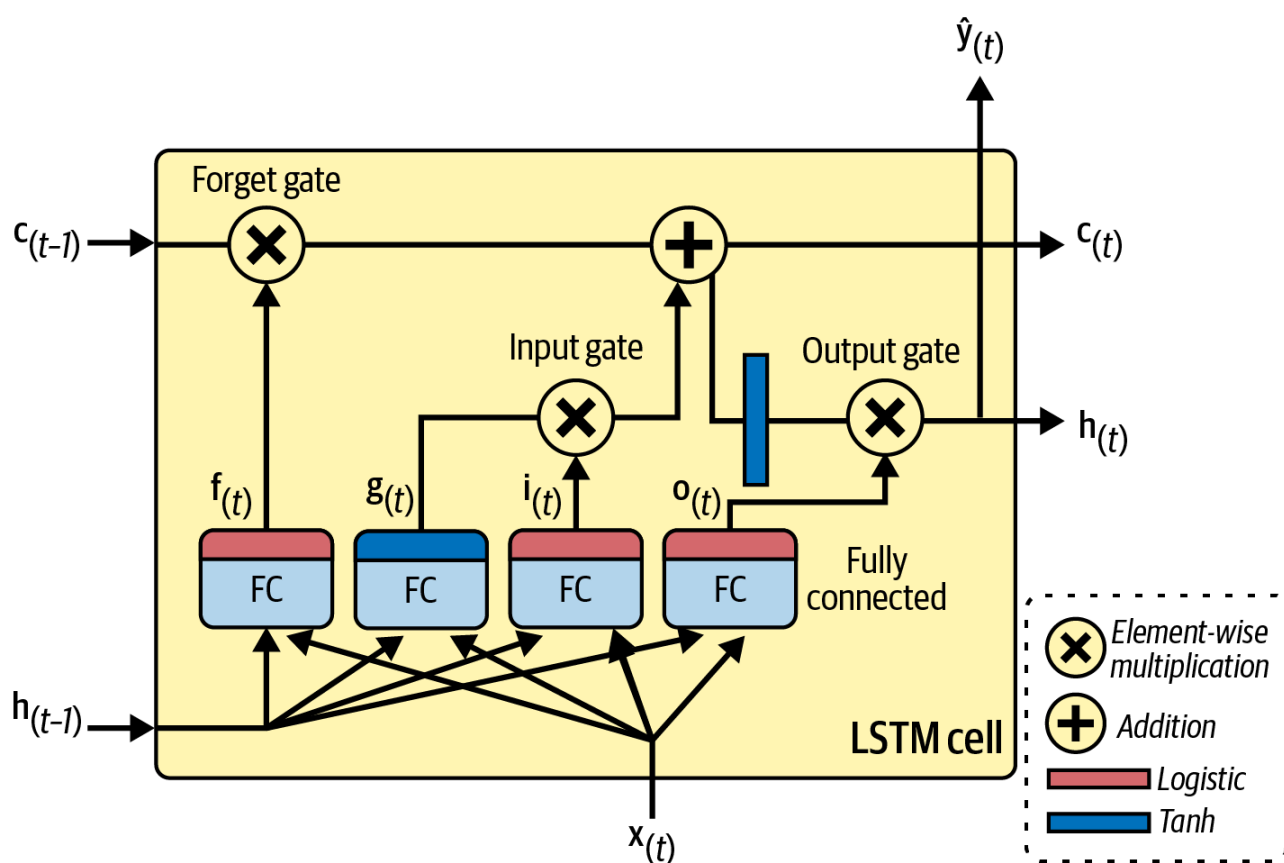 ŷ(t)
Forget gate
c(t–1)
c(t)
Input gate
Output gate
h(t)
f(t)
g(t)
i(t)
o(t)
FC
FC
FC
FC
Fully
connected
h(t–1)
LSTM cell
x(t)
Element-wise
multiplication
Addition
Logistic
Tanh